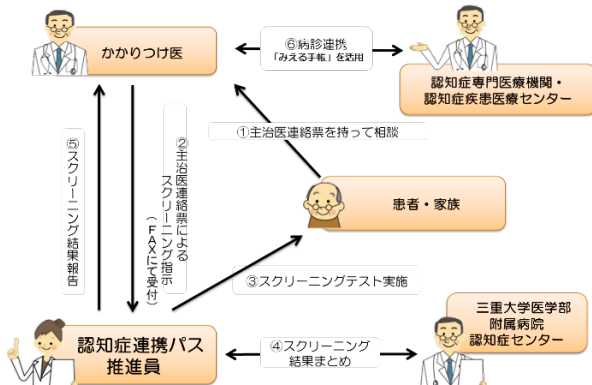 かかりつけ医
⑥病診連携
「みえる手帳」を活用
認知症専門医療機関・
認知症疾患医療センター
①主治医連絡票を持って相談
⑤スクリーニング結果報告
②主治医連絡票による
スクリーニング指示
(FAXにて受付)
患者・家族
③スクリーニングテスト実施
認知症連携パス
推進員
④スクリーニング
結果まとめ
三重大学医学部
附属病院
認知症センター